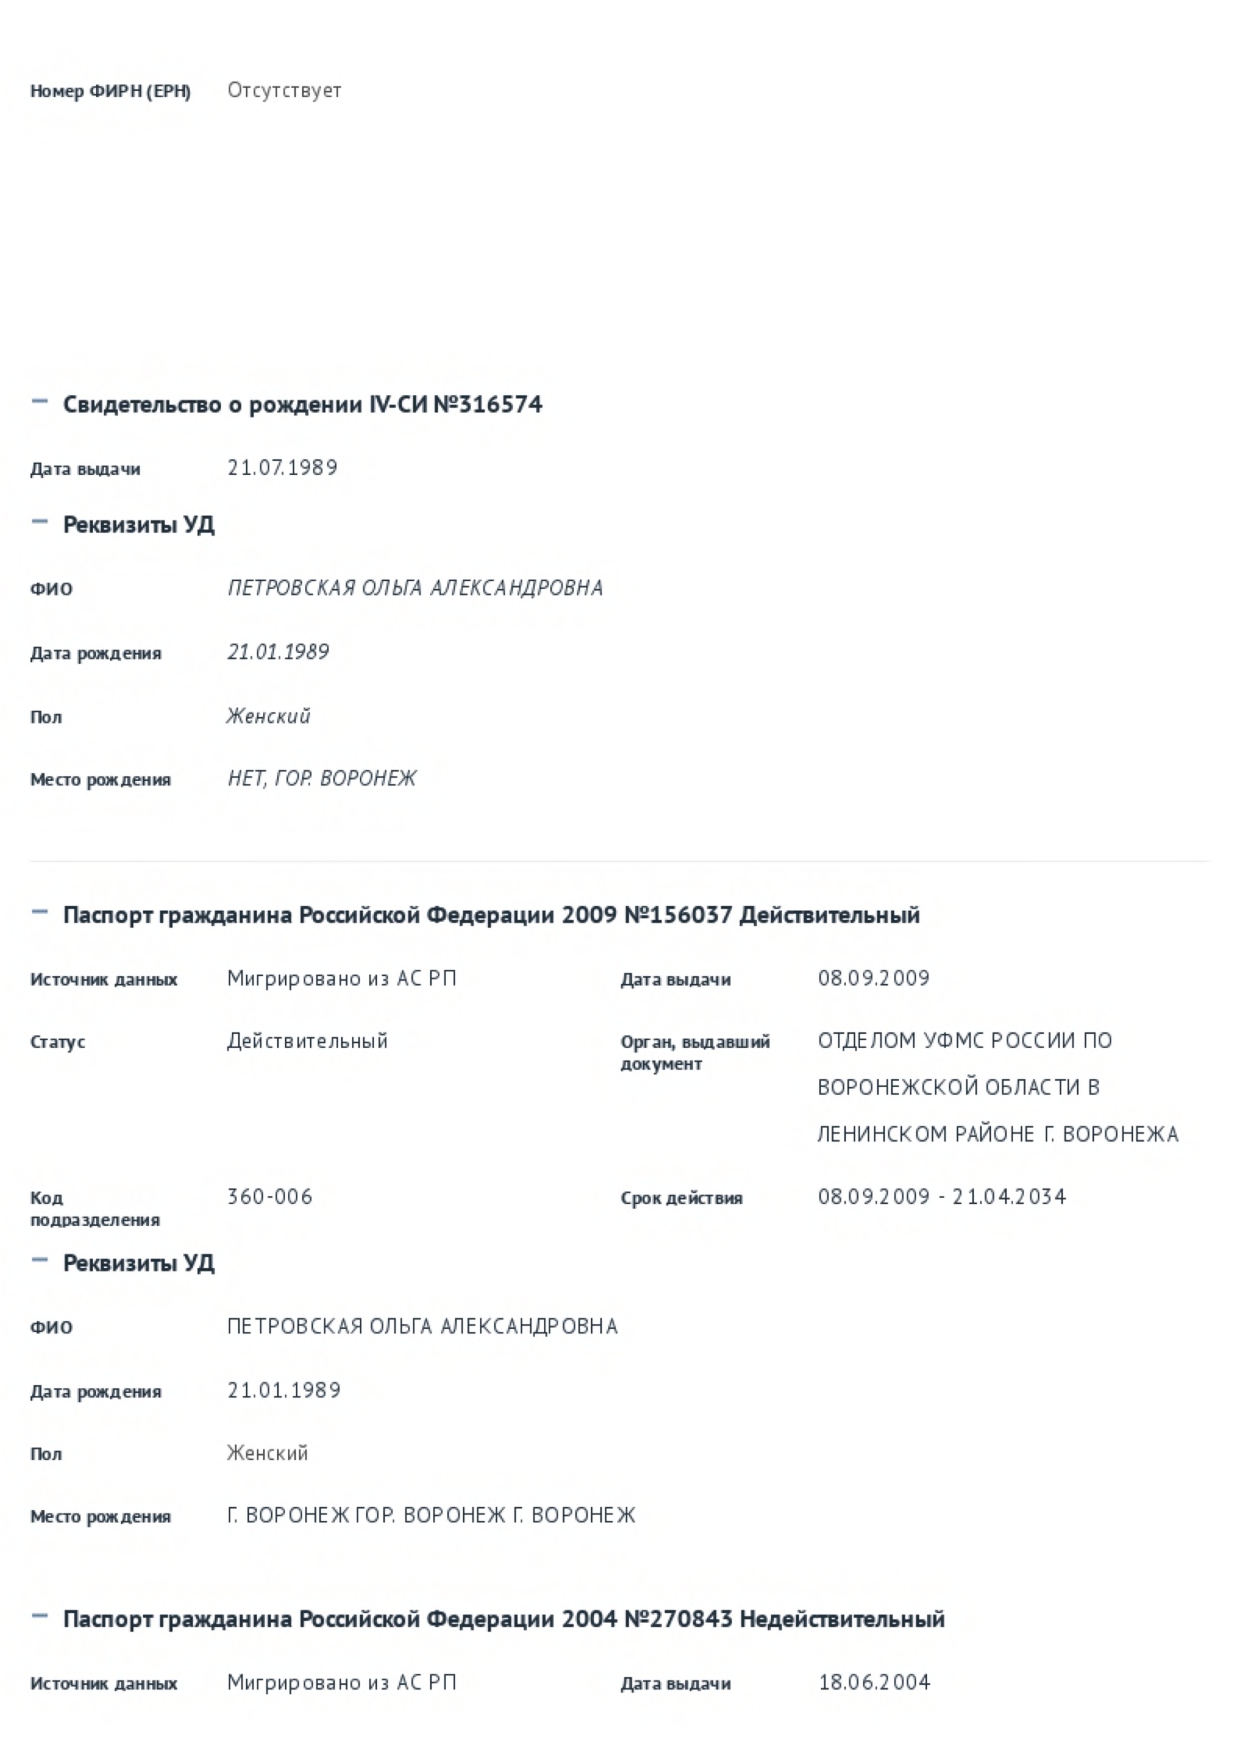 Номер ФИРН (ЕРН) Отсутствует
– Свидетельство о рождении IV-СИ №316574
Дата выдачи 21.07.1989
– Реквизиты УД
ФИО ПЕТРОВСКАЯ ОЛЬГА АЛЕКСАНДРОВНА
Дата рождения 21.01.1989
Пол Женский
Место рождения НЕТ, ГОР. ВОРОНЕЖ
– Паспорт гражданина Российской Федерации 2009 №156037 Действительный
Источник данных Мигрировано из АС РП Дата выдачи 08.09.2009
Статус Действительный Орган, выдавший ОТДЕЛОМ УФМС РОССИИ ПО
документ
ВОРОНЕЖСКОЙ ОБЛАСТИ В
ЛЕНИНСКОМ РАЙОНЕ Г. ВОРОНЕЖА
Код 360-006 Срок действия 08.09.2009 - 21.04.2034
подразделения
– Реквизиты УД
ФИО ПЕТРОВСКАЯ ОЛЬГА АЛЕКСАНДРОВНА
Дата рождения 21.01.1989
Пол Женский
Место рождения Г. ВОРОНЕЖ ГОР. ВОРОНЕЖ Г. ВОРОНЕЖ
– Паспорт гражданина Российской Федерации 2004 №270843 Недействительный
Источник данных Мигрировано из АС РП Дата выдачи 18.06.2004